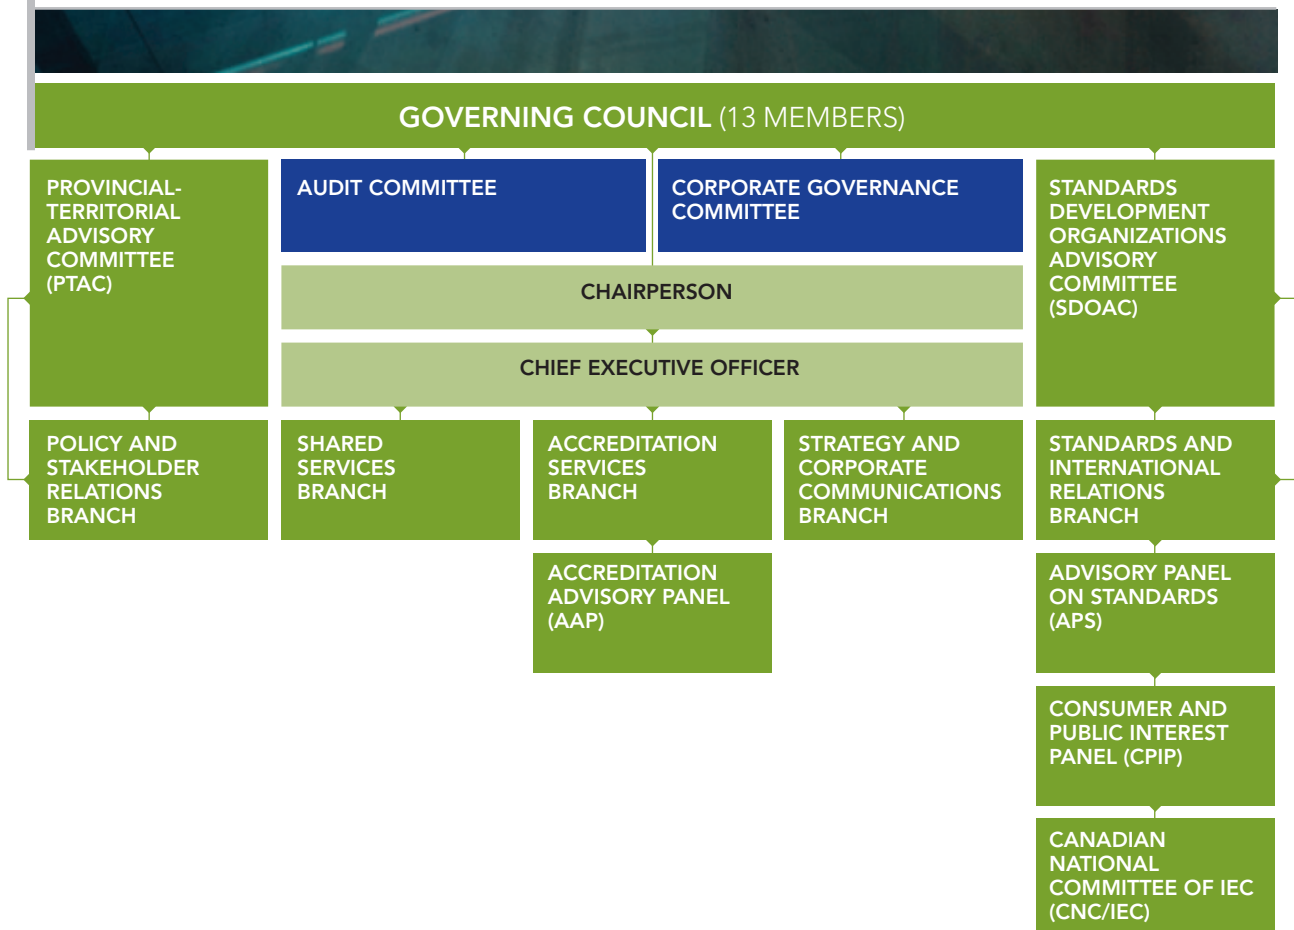 GOVERNING COUNCIL (13 MEMBERS)
PROVINCIAL-
TERRITORIAL
ADVISORY
COMMITTEE
(PTAC)
AUDIT COMMITTEE
CORPORATE GOVERNANCE
COMMITTEE
STANDARDS
DEVELOPMENT
ORGANIZATIONS
ADVISORY
COMMITTEE
(SDOAC)
CHAIRPERSON
CHIEF EXECUTIVE OFFICER
POLICY AND
STAKEHOLDER
RELATIONS
BRANCH
SHARED
SERVICES
BRANCH
ACCREDITATION
SERVICES
BRANCH
STRATEGY AND
CORPORATE
COMMUNICATIONS
BRANCH
STANDARDS AND
INTERNATIONAL
RELATIONS
BRANCH
ACCREDITATION
ADVISORY PANEL
(AAP)
ADVISORY PANEL
ON STANDARDS
(APS)
CONSUMER AND
PUBLIC INTEREST
PANEL (CPIP)
CANADIAN
NATIONAL
COMMITTEE OF IEC
(CNC/IEC)